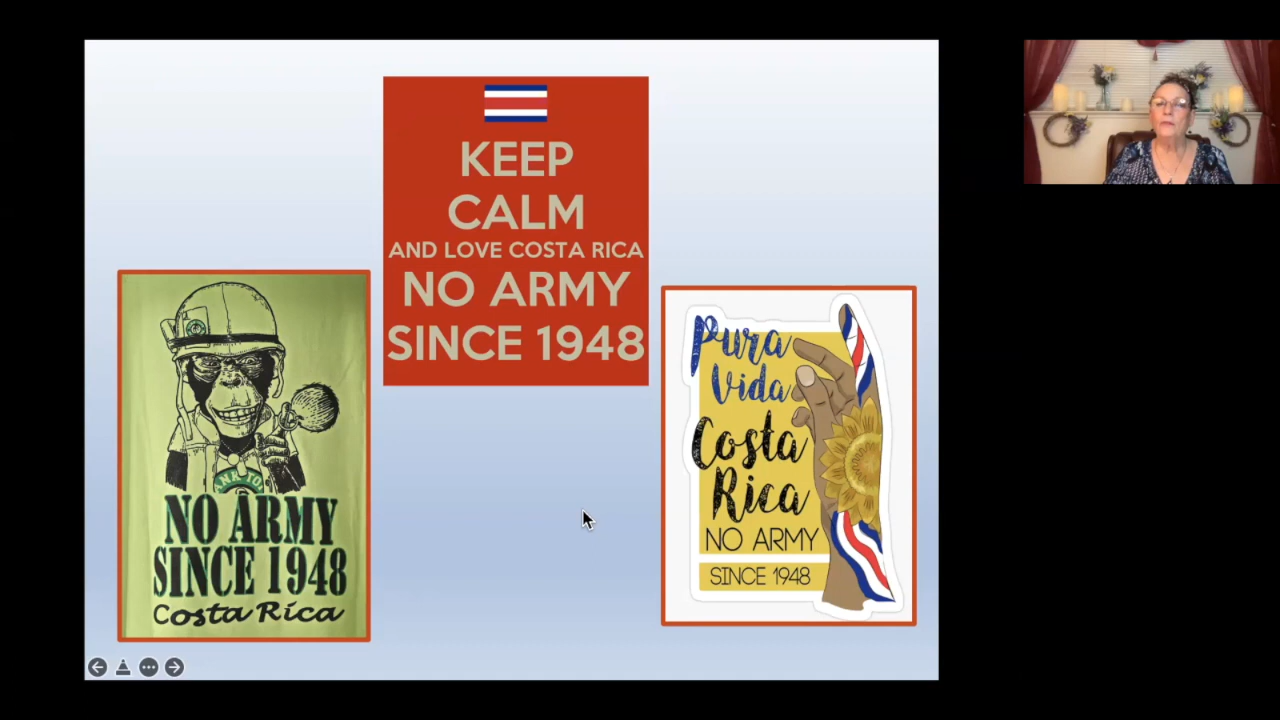 KEEP
CALM
AND LOVE COSTA RICA
NO ARMY
SINCE 1948
NO ARMY
SINCE 1948
Costa Rica
Pura
Vida
Costa
Rica
NO ARMY
SINCE 1948